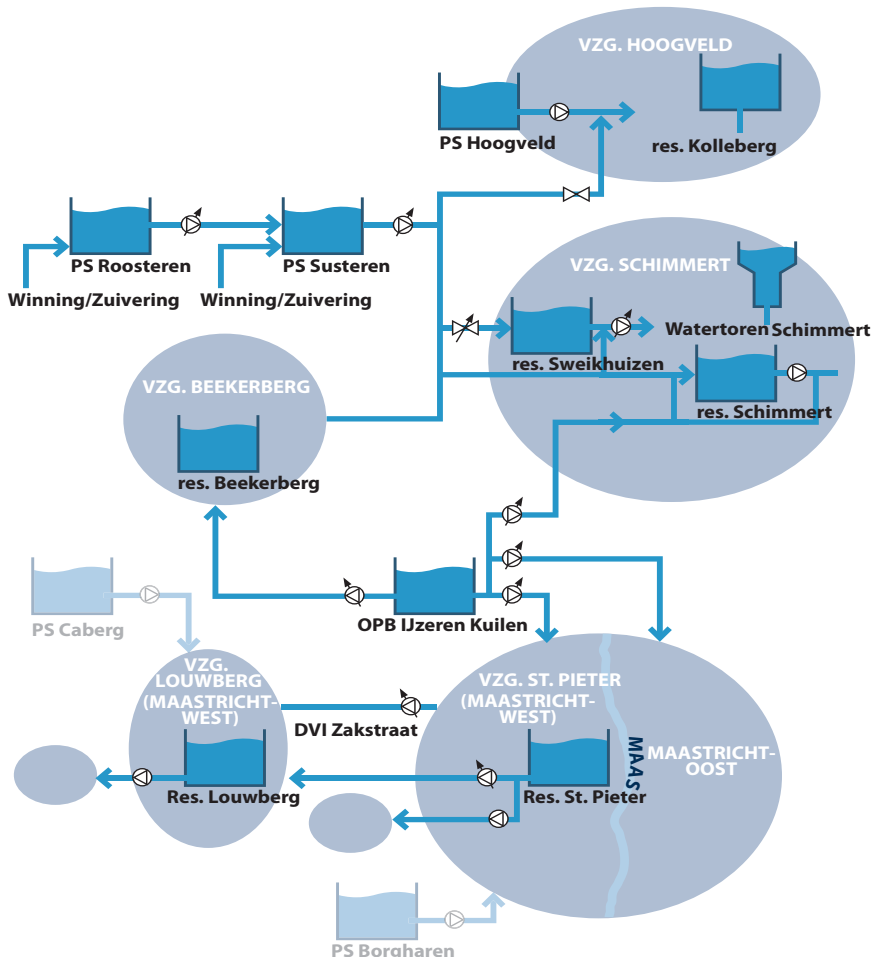 VZG. HOOGVELD
PS Hoogveld
res. Kolleberg
PS Roosteren
PS Susteren
Winning/Zuivering
Winning/Zuivering
VZG. SCHIMMERT
Watertoren Schimmert
res. Sweikhuizen
res. Schimmert
VZG. BEEKERBERG
res. Beekerberg
PS Caberg
OPB IJzeren Kuilen
VZG.
LOUWBERG
(MAASTRICHT-
WEST)
DVI Zakstraat
VZG. ST. PIETER
(MAASTRICHT-
WEST)
MAAS
MAASTRICHT-
OOST
Res. Louwberg
Res. St. Pieter
PS Borgharen